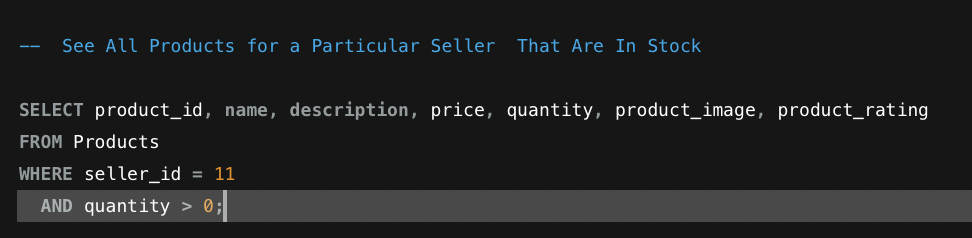 --  See All Products for a Particular Seller  That Are In Stock
SELECT product_id, name, description, price, quantity, product_image, product_rating
FROM Products
WHERE seller_id = 11
  AND quantity > 0;